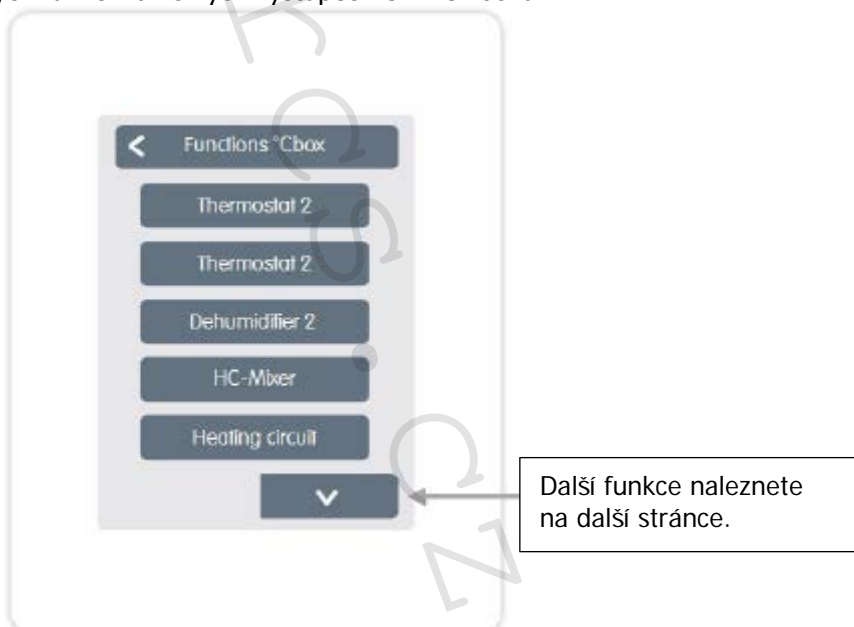 Functions °Cbox
Thermostat 2
Thermostat 2
Dehumidifier 2
HC-Mixer
Heating circuit
Další funkce naleznete
na další stránce.